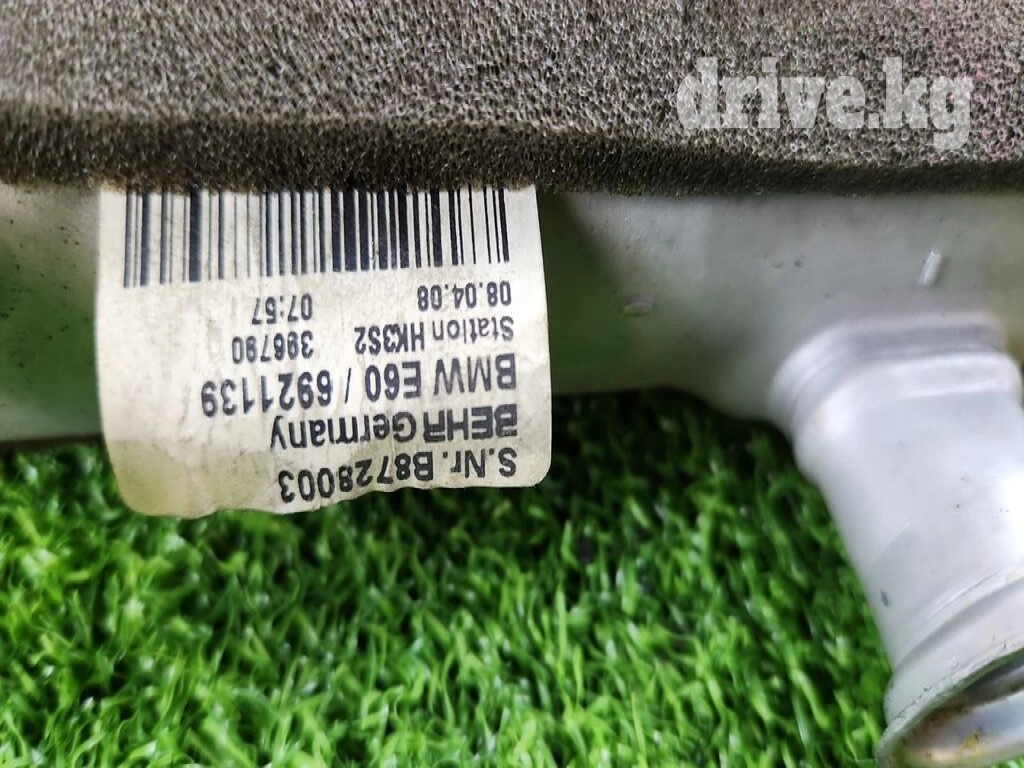 drive.kg
S.Nr. B8728003
BEHR Germany
BMW E60 / 6921139
Station HK3S2 396790
08.04.08 07:57